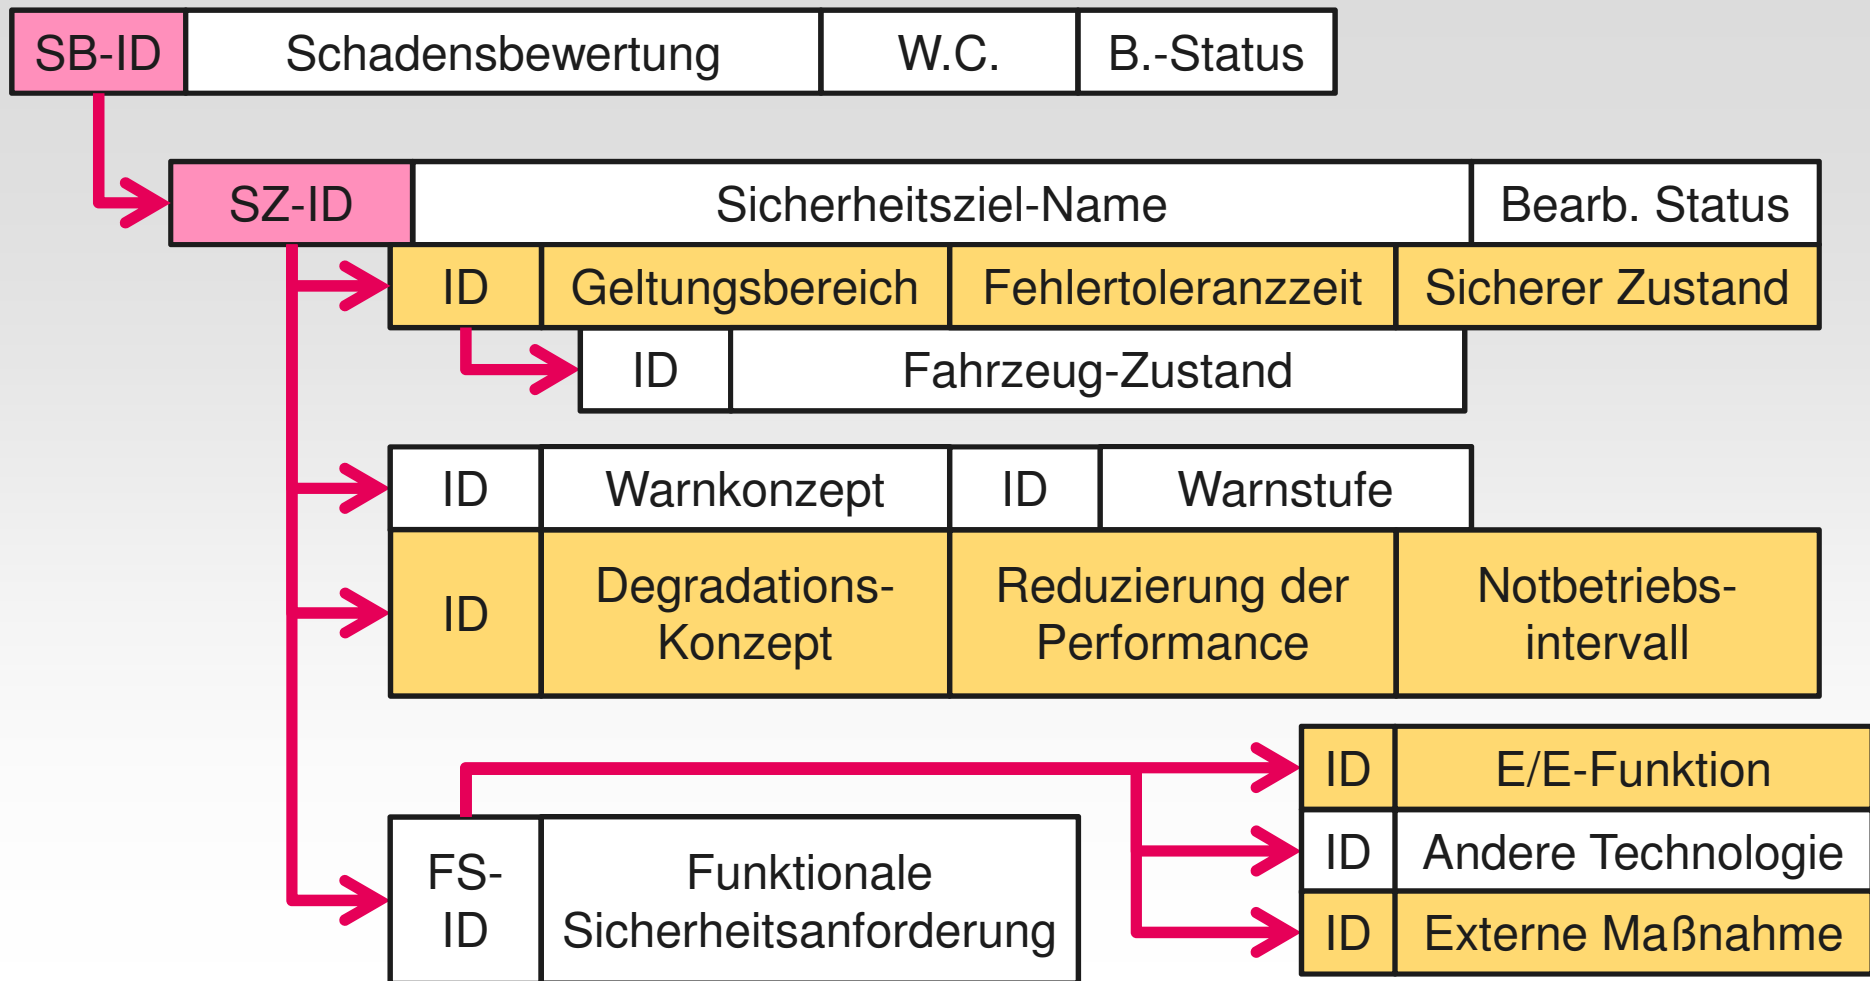 SB-ID Schadensbewertung W.C. B.-Status
SZ-ID Sicherheitsziel-Name Bearb. Status
ID Geltungsbereich Fehlertoleranzzeit Sicherer Zustand
ID Fahrzeug-Zustand
ID Warnkonzept ID Warnstufe
ID
Degradations-
Konzept
Reduzierung der
Performance
Notbetriebs-
intervall
ID E/E-Funktion
ID Andere Technologie
ID Externe Maßnahme
FS-
ID
Funktionale
Sicherheitsanforderung